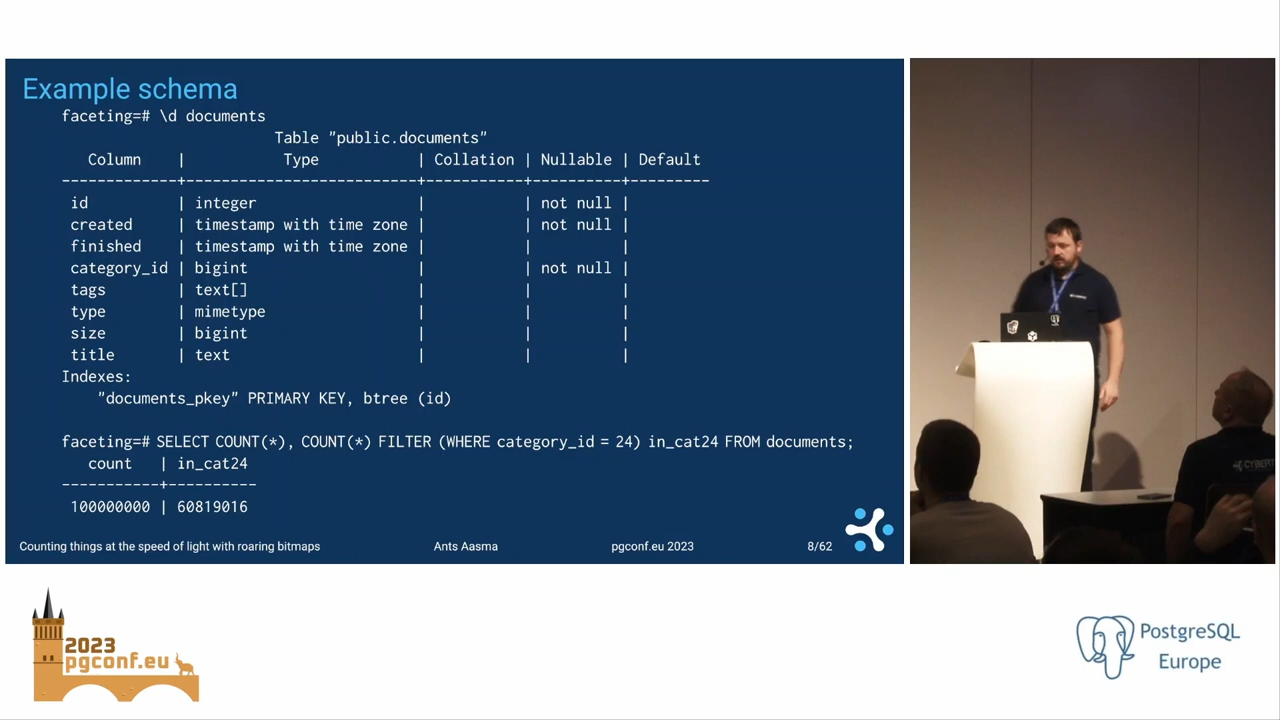 Example schema
faceting=# \d documents
Table "public.documents"
Column | Type | Collation | Nullable | Default
-------------+--------------------------+-----------+----------+---------
id | integer | | not null |
created | timestamp with time zone | | not null |
finished | timestamp with time zone | | |
category_id | bigint | | not null |
tags | text[] | | |
type | mimetype | | |
size | bigint | | |
title | text | | |
Indexes:
"documents_pkey" PRIMARY KEY, btree (id)
faceting=# SELECT COUNT(*), COUNT(*) FILTER (WHERE category_id = 24) in_cat24 FROM documents;
count | in_cat24
-----------+----------
100000000 | 60819016
Counting things at the speed of light with roaring bitmaps Ants Aasma pgconf.eu 2023 8/62
2023
pgconf.eu
PostgreSQL
Europe